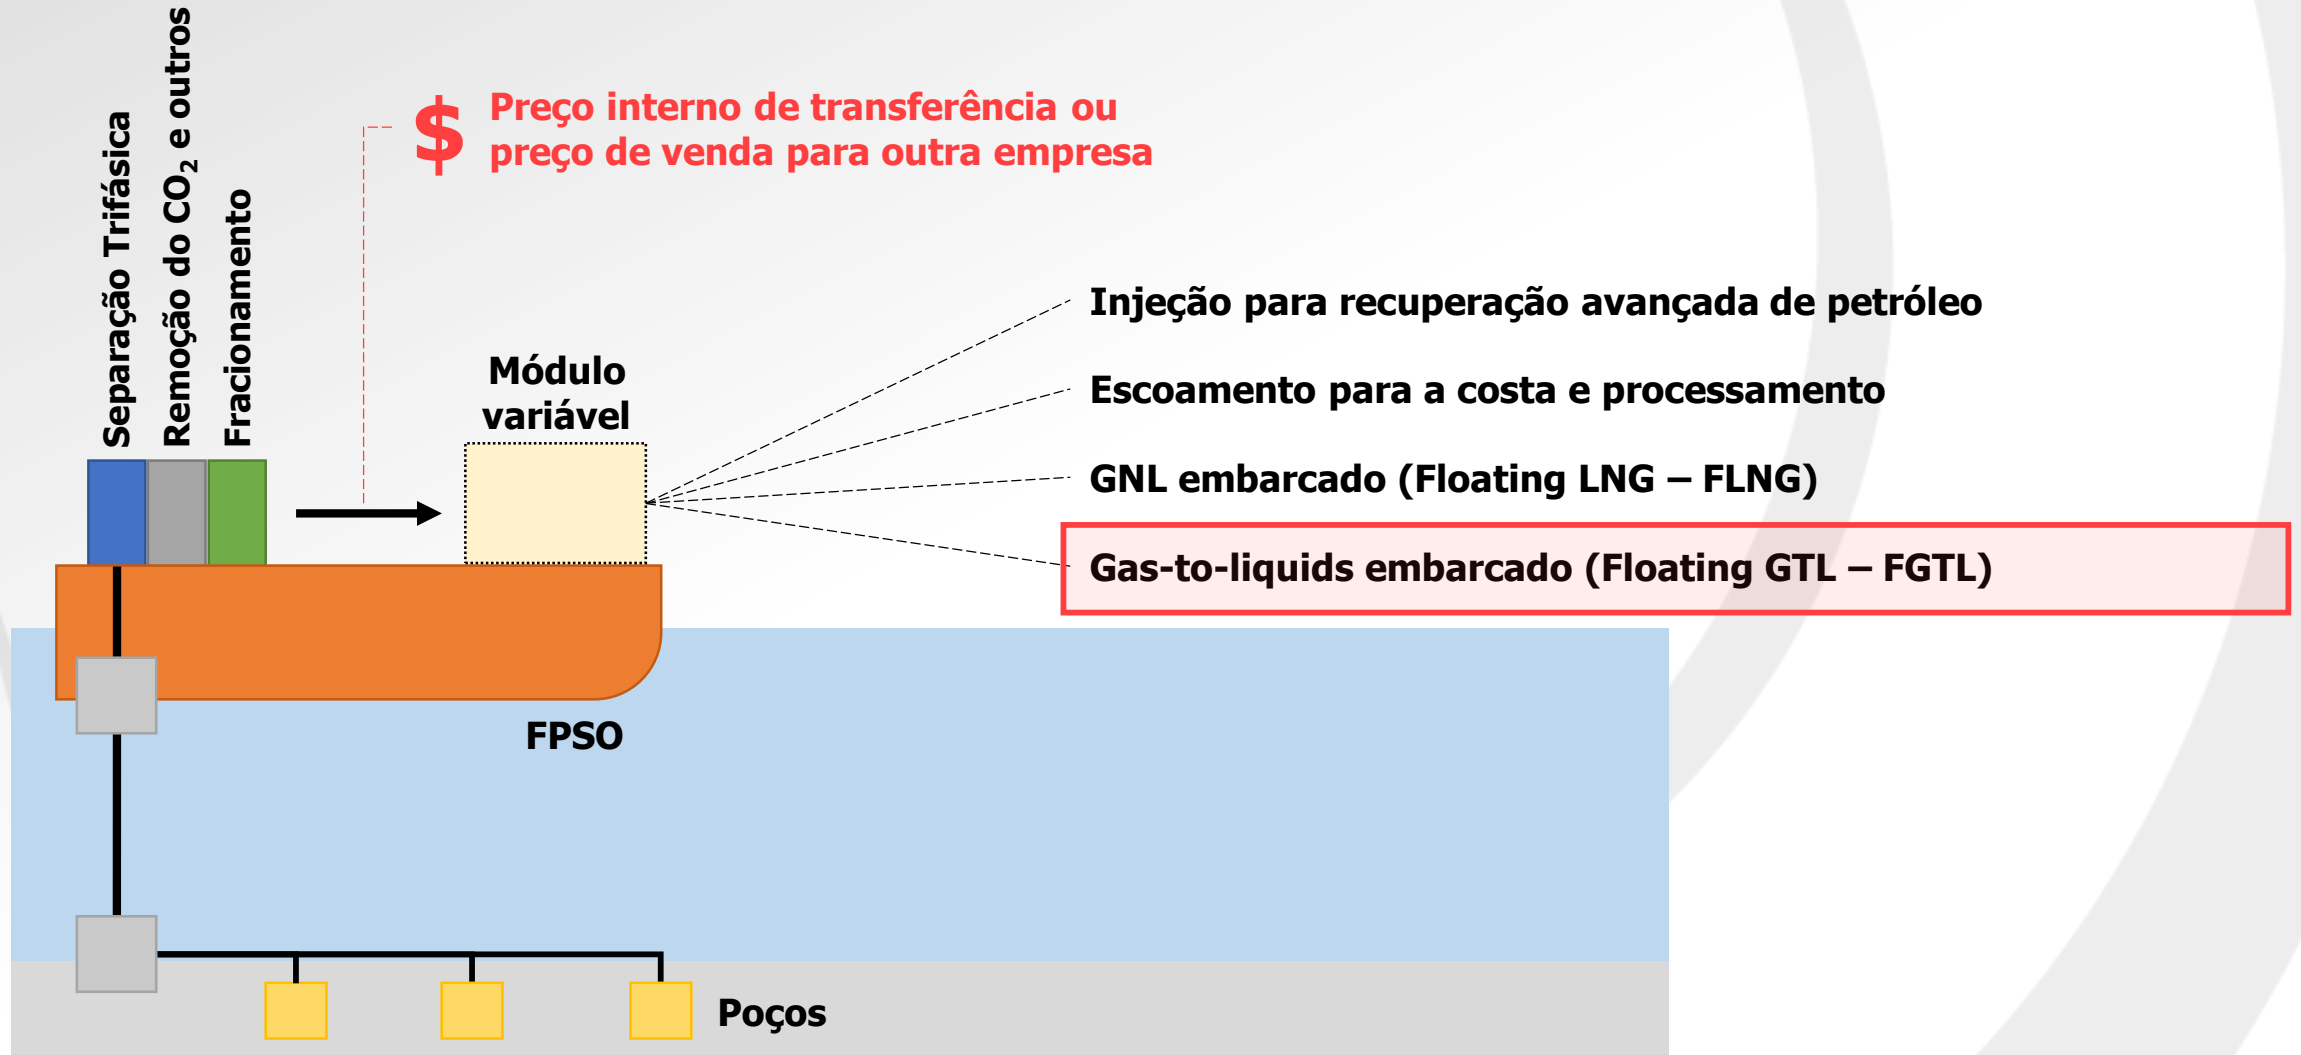 Separação Trifásica
Remoção do CO₂ e outros
Fracionamento
$
Preço interno de transferência ou
preço de venda para outra empresa
Módulo
variável
Injeção para recuperação avançada de petróleo
Escoamento para a costa e processamento
GNL embarcado (Floating LNG – FLNG)
Gas-to-liquids embarcado (Floating GTL – FGTL)
FPSO
Poços